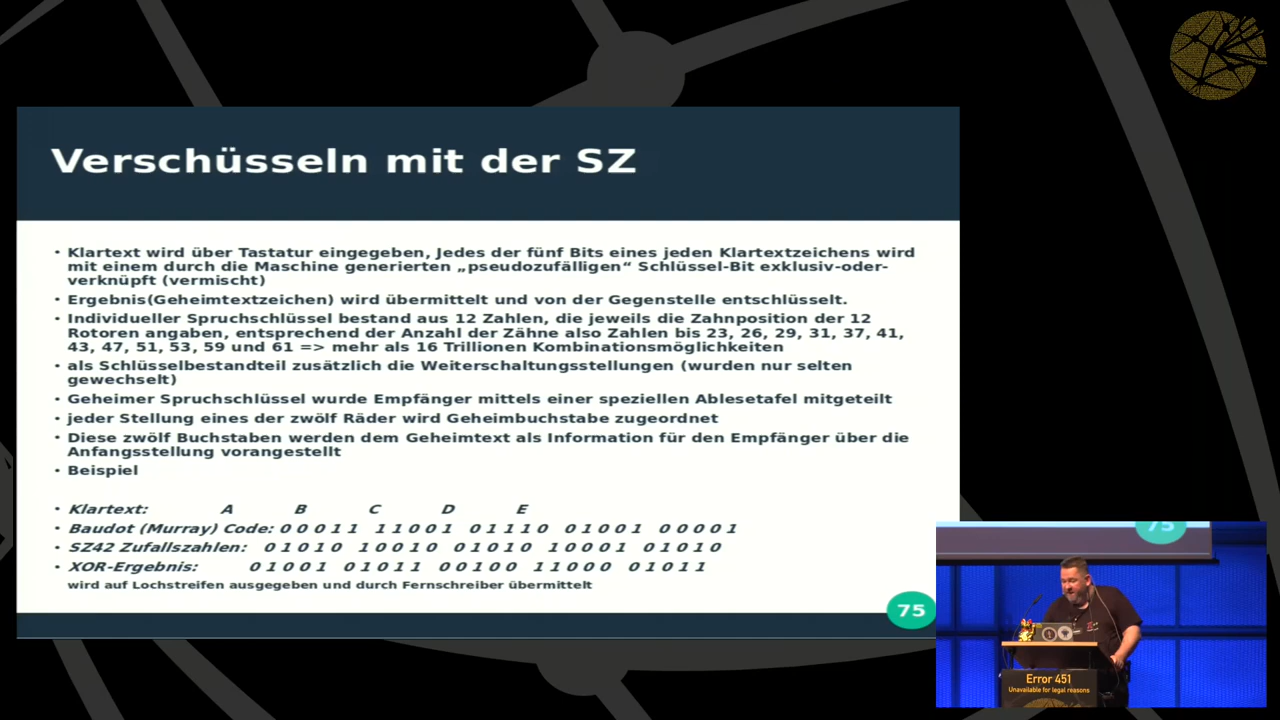 Verschüsseln mit der SZ
• Klartext wird über Tastatur eingegeben, Jedes der fünf Bits eines jeden Klartextzeichens wird
mit einem durch die Maschine generierten „pseudozufälligen“ Schlüssel-Bit exklusiv-oder-
verknüpft (vermischt)
• Ergebnis(Geheimtextzeichen) wird übermittelt und von der Gegenstelle entschlüsselt.
• Individueller Spruchschlüssel bestand aus 12 Zahlen, die jeweils die Zahnposition der 12
Rotoren angaben, entsprechend der Anzahl der Zähne also Zahlen bis 23, 26, 29, 31, 37, 41,
43, 47, 51, 53, 59 und 61 => mehr als 16 Trillionen Kombinationsmöglichkeiten
• als Schlüsselbestandteil zusätzlich die Weiterschaltungsstellungen (wurden nur selten
gewechselt)
• Geheimer Spruchschlüssel wurde Empfänger mittels einer speziellen Ablesetafel mitgeteilt
• jeder Stellung eines der zwölf Räder wird Geheimbuchstabe zugeordnet
• Diese zwölf Buchstaben werden dem Geheimtext als Information für den Empfänger über die
Anfangsstellung vorangestellt
• Beispiel
• Klartext: A B C D E
• Baudot (Murray) Code: 0 0 0 1 1 1 1 0 0 1 0 1 1 1 0 0 1 0 0 1 0 0 0 0 1
• SZ42 Zufallszahlen: 0 1 0 1 0 1 0 0 1 0 0 1 0 1 0 1 0 0 0 1 0 1 0 1 0
• XOR-Ergebnis: 0 1 0 0 1 0 1 0 1 1 0 0 1 0 0 1 1 0 0 0 0 1 0 1 1
wird auf Lochstreifen ausgegeben und durch Fernschreiber übermittelt
75
75
Error 451
Unavailable for legal reasons